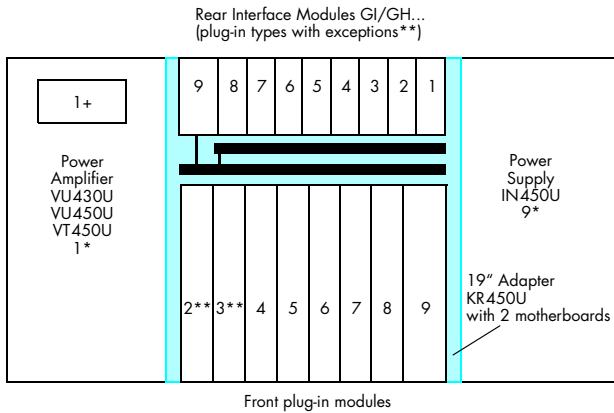 Rear Interface Modules GI/GH...
(plug-in types with exceptions**)
9 8 7 6 5 4 3 2 1
1+
Power
Amplifier
VU430U
VU450U
VT450U
1*
Power
Supply
IN450U
9*
2** 3** 4 5 6 7 8 9
19“ Adapter
KR450U
with 2 motherboards
Front plug-in modules